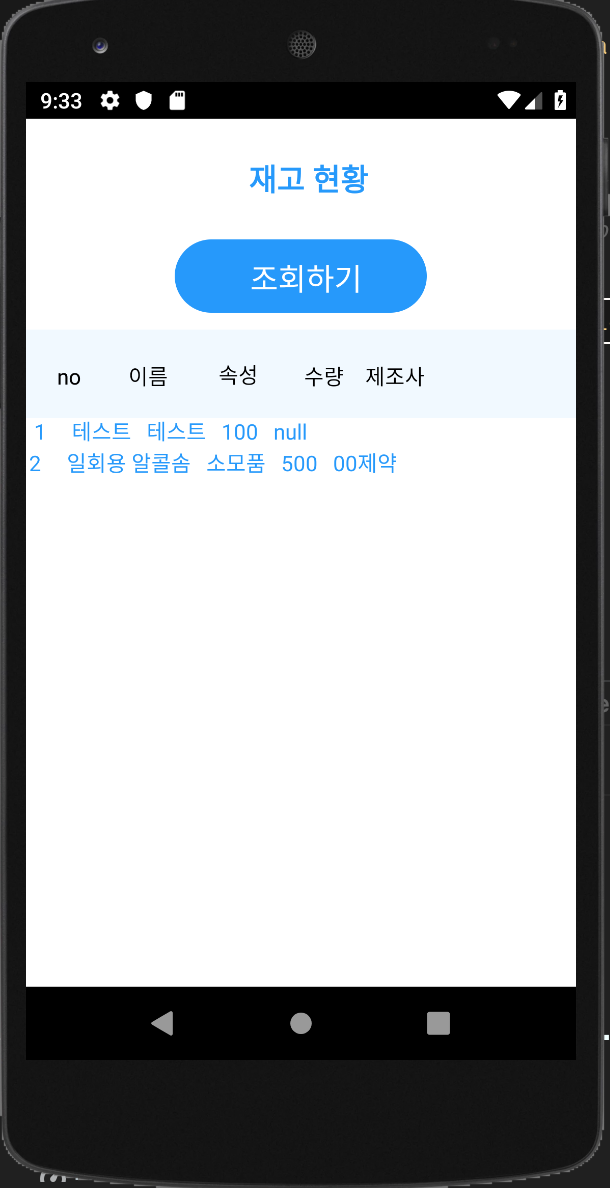 9:33
재고 현황
조회하기
no 이름 속성 수량 제조사
1 테스트 테스트 100 null
2 일회용 알콜솜 소모품 500 00제약